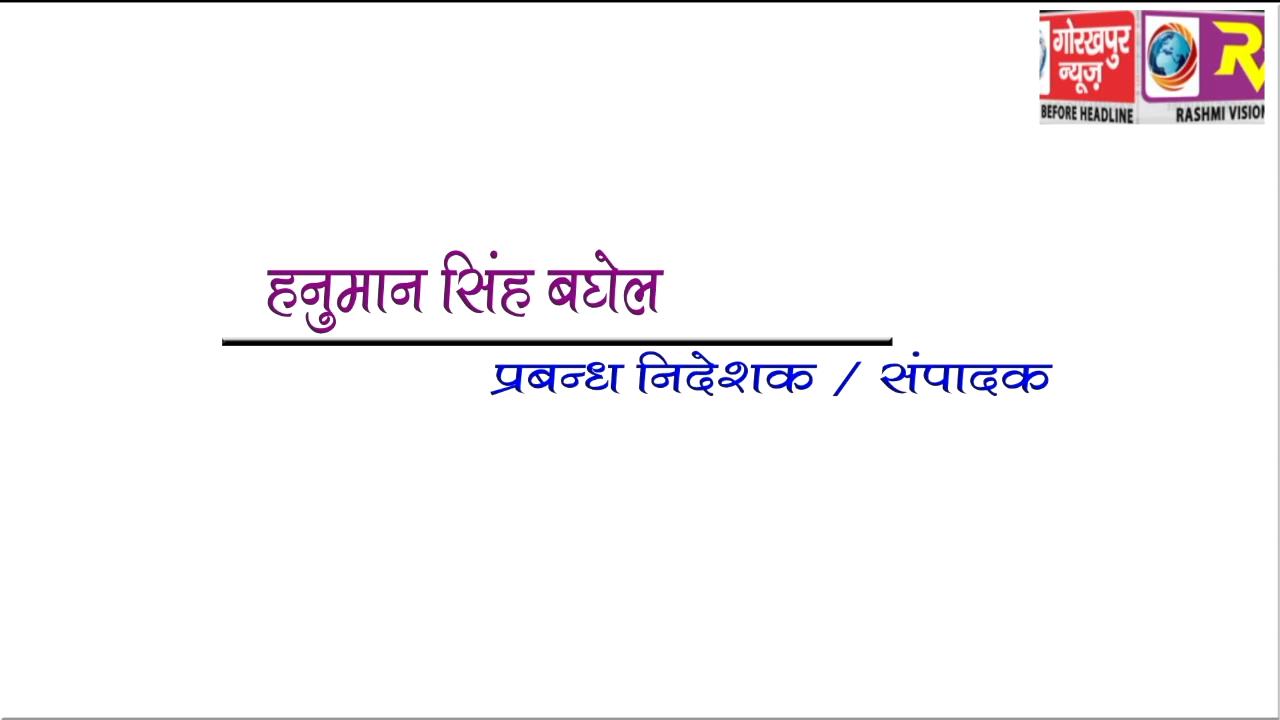 गोरखपुर
न्यूज़
BEFORE HEADLINE
RASHMI VISION
हनुमान सिंह बघेल
प्रबन्ध निदेशक / संपादक